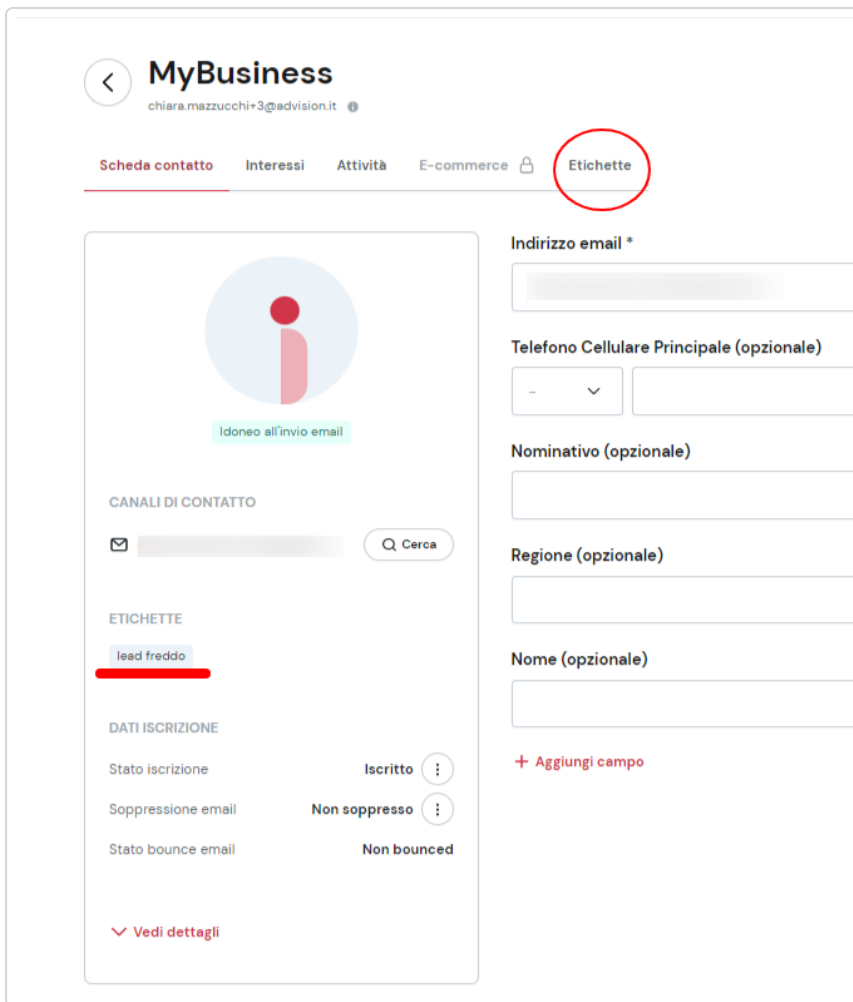 MyBusiness
chiara.mazzucchi+3@advision.it
Scheda contatto Interessi Attività E-commerce Etichette
Idoneo all'invio email
CANALI DI CONTATTO
Cerca
ETICHETTE
lead freddo
DATI ISCRIZIONE
Stato iscrizione Iscritto
Soppressione email Non soppresso
Stato bounce email Non bounced
Vedi dettagli
Indirizzo email *
Telefono Cellulare Principale (opzionale)
–
Nominativo (opzionale)
Regione (opzionale)
Nome (opzionale)
+ Aggiungi campo